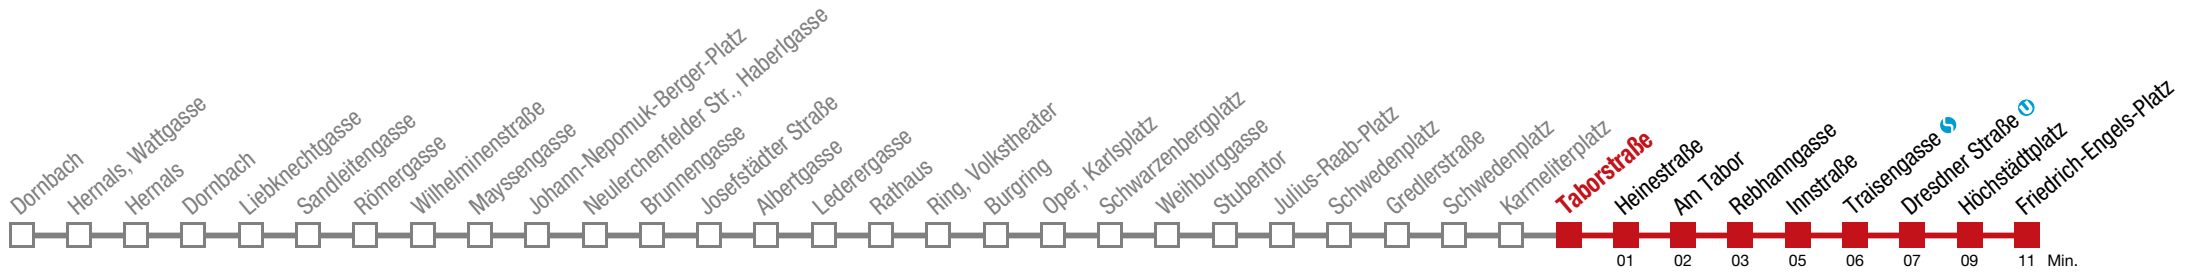 Dornbach
Hernals, Wattgasse
Hernals
Dornbach
Liebknechtgasse
Sandleitengasse
Römergasse
Wilhelminenstraße
Mayssengasse
Johann-Nepomuk-Berger-Platz
Neulerchenfelder Str., Haberlgasse
Brunnengasse
Josefstädter Straße
Albertgasse
Lederergasse
Rathaus
Ring, Volkstheater
Burgring
Oper, Karlsplatz
Schwarzenbergplatz
Weihburggasse
Stubentor
Julius-Raab-Platz
Schwedenplatz
Gredlerstraße
Schwedenplatz
Karmeliterplatz
Taborstraße
Heinestraße
Am Tabor
Rebhanngasse
Innstraße
Traisengasse S
Dresdner Straße U
Höchstädtplatz
Friedrich-Engels-Platz
01 02 03 05 06 07 09 11 Min.